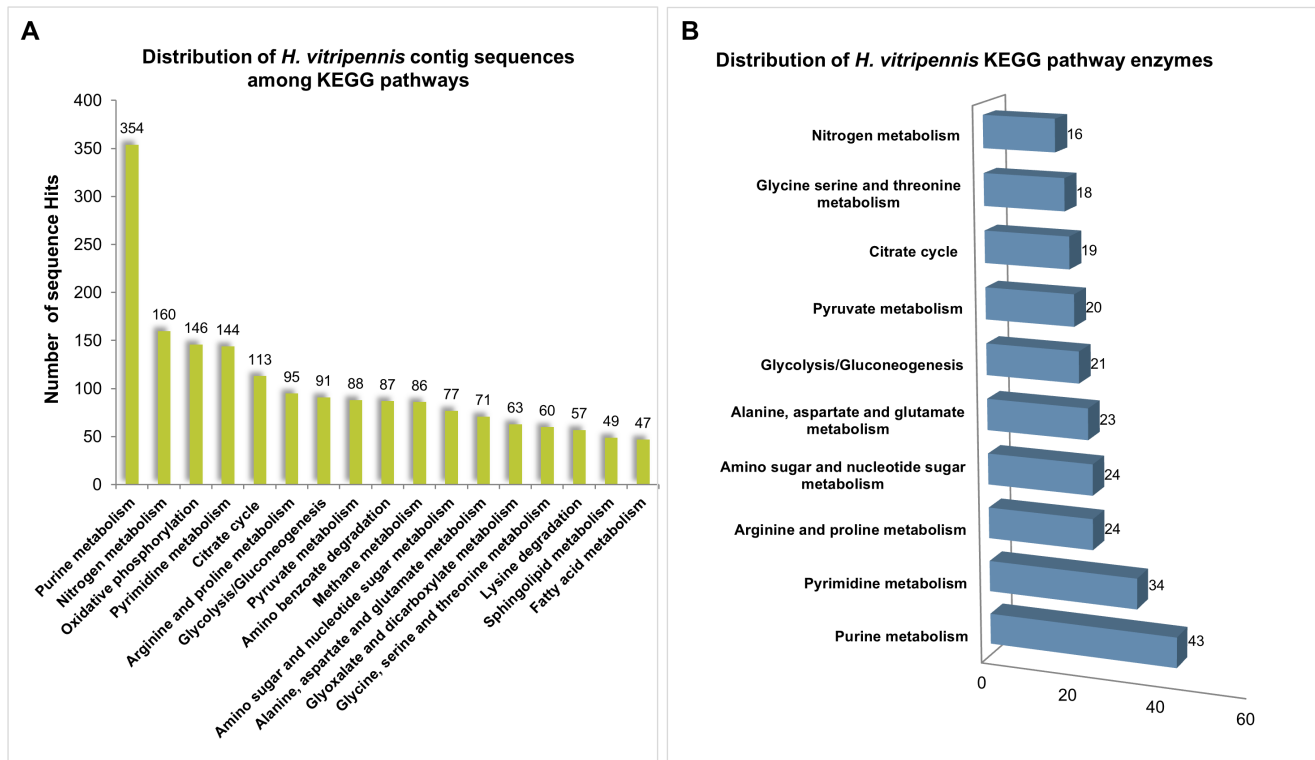 A
Distribution of H. vitripennis contig sequences
among KEGG pathways
Number of sequence Hits
400
350
300
250
200
150
100
50
0
354
160
146
144
113
95
91
88
87
86
77
71
63
60
57
49
47
Purine metabolism
Nitrogen metabolism
Oxidative phosphorylation
Pyrimidine metabolism
Citrate cycle
Arginine and proline metabolism
Glycolysis/Gluconeogenesis
Pyruvate metabolism
Amino benzoate degradation
Methane metabolism
Amino sugar and nucleotide sugar metabolism
Alanine, aspartate and glutamate metabolism
Glyoxalate and dicarboxylate metabolism
Glycine, serine and threonine metabolism
Lysine degradation
Sphingolipid metabolism
Fatty acid metabolism
B
Distribution of H. vitripennis KEGG pathway enzymes
Nitrogen metabolism
16
Glycine serine and threonine
metabolism
18
Citrate cycle
19
Pyruvate metabolism
20
Glycolysis/Gluconeogenesis
21
Alanine, aspartate and glutamate
metabolism
23
Amino sugar and nucleotide sugar
metabolism
24
Arginine and proline metabolism
24
Pyrimidine metabolism
34
Purine metabolism
43
0
20
40
60